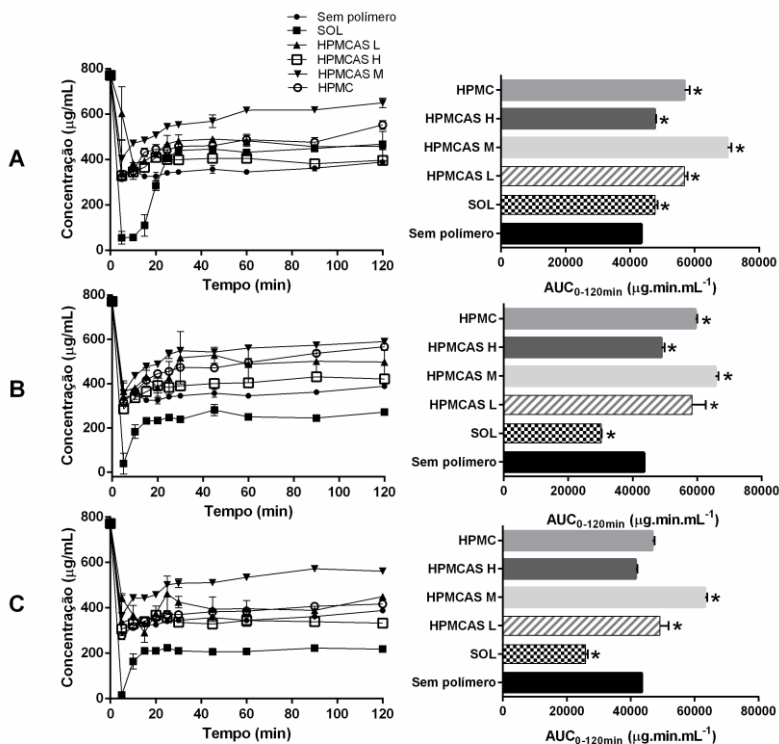 Sem polímero
SOL
HPMCAS L
HPMCAS H
HPMCAS M
HPMC
A
Concentração (µg/mL)
800
600
400
200
0
0 20 40 60 80 100 120
Tempo (min)
HPMC *
HPMCAS H *
HPMCAS M *
HPMCAS L *
SOL *
Sem polímero
0 20000 40000 60000 80000
AUC0-120min (µg.min.mL-1)
B
Concentração (µg/mL)
800
600
400
200
0
0 20 40 60 80 100 120
Tempo (min)
HPMC *
HPMCAS H *
HPMCAS M *
HPMCAS L *
SOL *
Sem polímero
0 20000 40000 60000 80000
AUC0-120min (µg.min.mL-1)
C
Concentração (µg/mL)
800
600
400
200
0
0 20 40 60 80 100 120
Tempo (min)
HPMC
HPMCAS H
HPMCAS M *
HPMCAS L *
SOL *
Sem polímero
0 20000 40000 60000 80000
AUC0-120min (µg.min.mL-1)